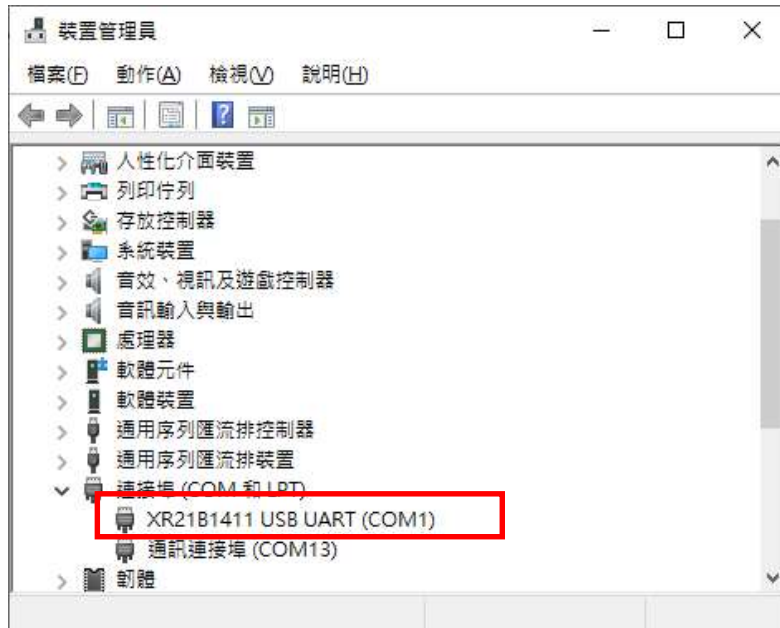 裝置管理員
檔案(F) 動作(A) 檢視(V) 說明(H)
人性化介面裝置
列印佇列
存放控制器
系統裝置
音效、視訊及遊戲控制器
音訊輸入與輸出
處理器
軟體元件
軟體裝置
通用序列匯流排控制器
通用序列匯流排裝置
連接埠 (COM 和 LPT)
XR21B1411 USB UART (COM1)
通訊連接埠 (COM13)
韌體